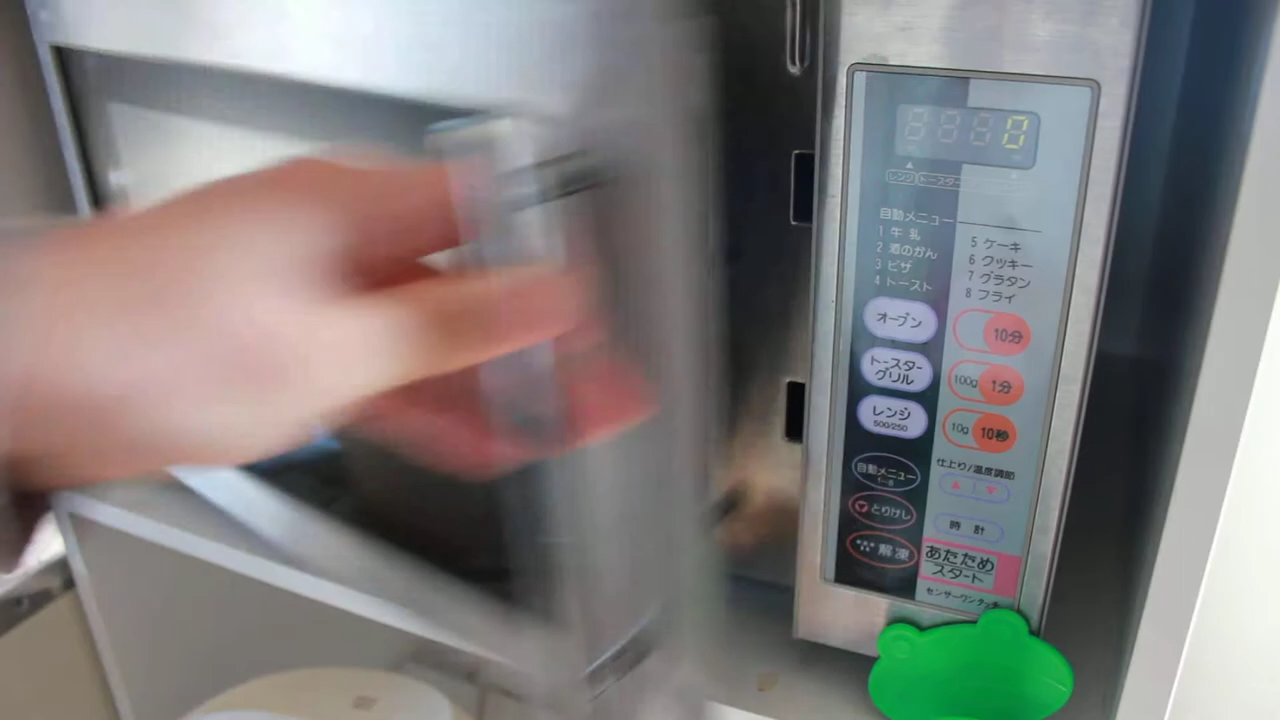 0
レンジ トースター
自動メニュー
1 牛乳
2 酒のかん
3 ピザ
4 トースト
5 ケーキ
6 クッキー
7 グラタン
8 フライ
オーブン
10分
トースター
グリル
100g 1分
レンジ
500/250
10g 10秒
仕上り/温度調節
自動メニュー
1~8
とりけし
時計
解凍
あたため
スタート
センサーワンタッチ